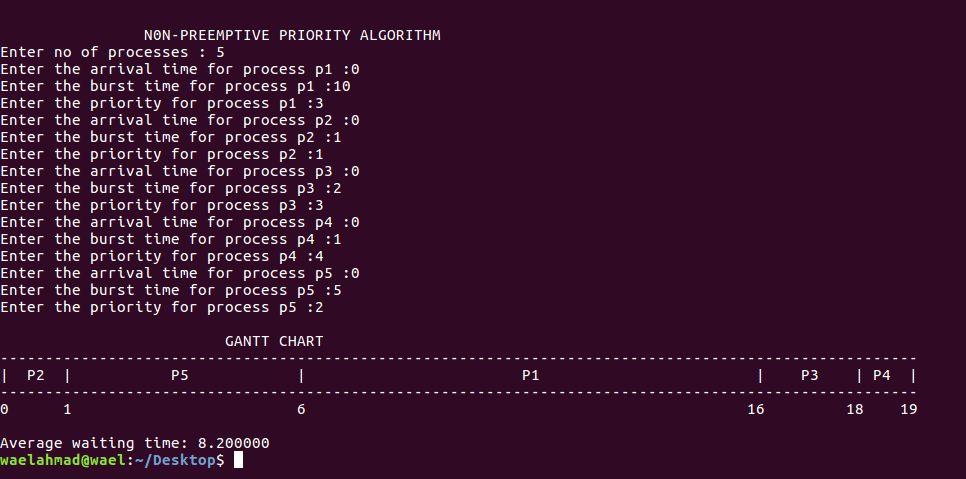 N0N-PREEMPTIVE PRIORITY ALGORITHM
Enter no of processes : 5
Enter the arrival time for process p1 :0
Enter the burst time for process p1 :10
Enter the priority for process p1 :3
Enter the arrival time for process p2 :0
Enter the burst time for process p2 :1
Enter the priority for process p2 :1
Enter the arrival time for process p3 :0
Enter the burst time for process p3 :2
Enter the priority for process p3 :3
Enter the arrival time for process p4 :0
Enter the burst time for process p4 :1
Enter the priority for process p4 :4
Enter the arrival time for process p5 :0
Enter the burst time for process p5 :5
Enter the priority for process p5 :2
GANTT CHART
------------------------------------------------------------------------------------------------------
| P2 | P5 | P1 | P3 | P4 |
------------------------------------------------------------------------------------------------------
0 1 6 16 18 19
Average waiting time: 8.200000
waelahmad@wael:~/Desktop$